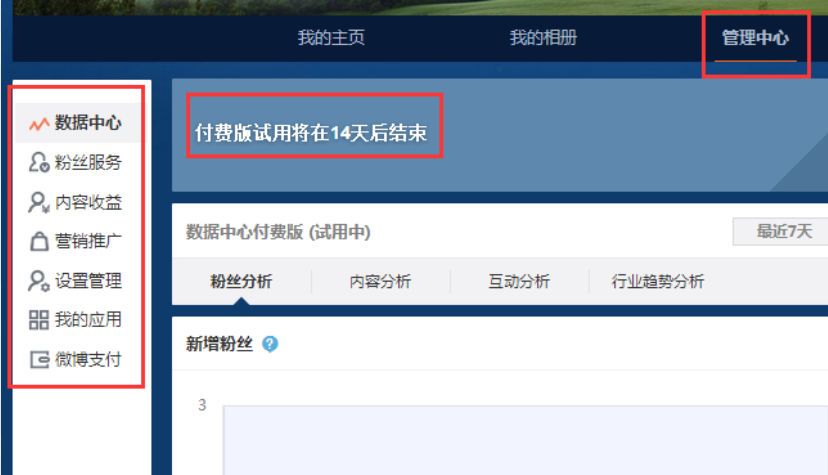 我的主页 我的相册 管理中心
数据中心
粉丝服务
内容收益
营销推广
设置管理
我的应用
微博支付
付费版试用将在14天后结束
数据中心付费版 (试用中) 最近7天
粉丝分析 内容分析 互动分析 行业趋势分析
新增粉丝 ?
3